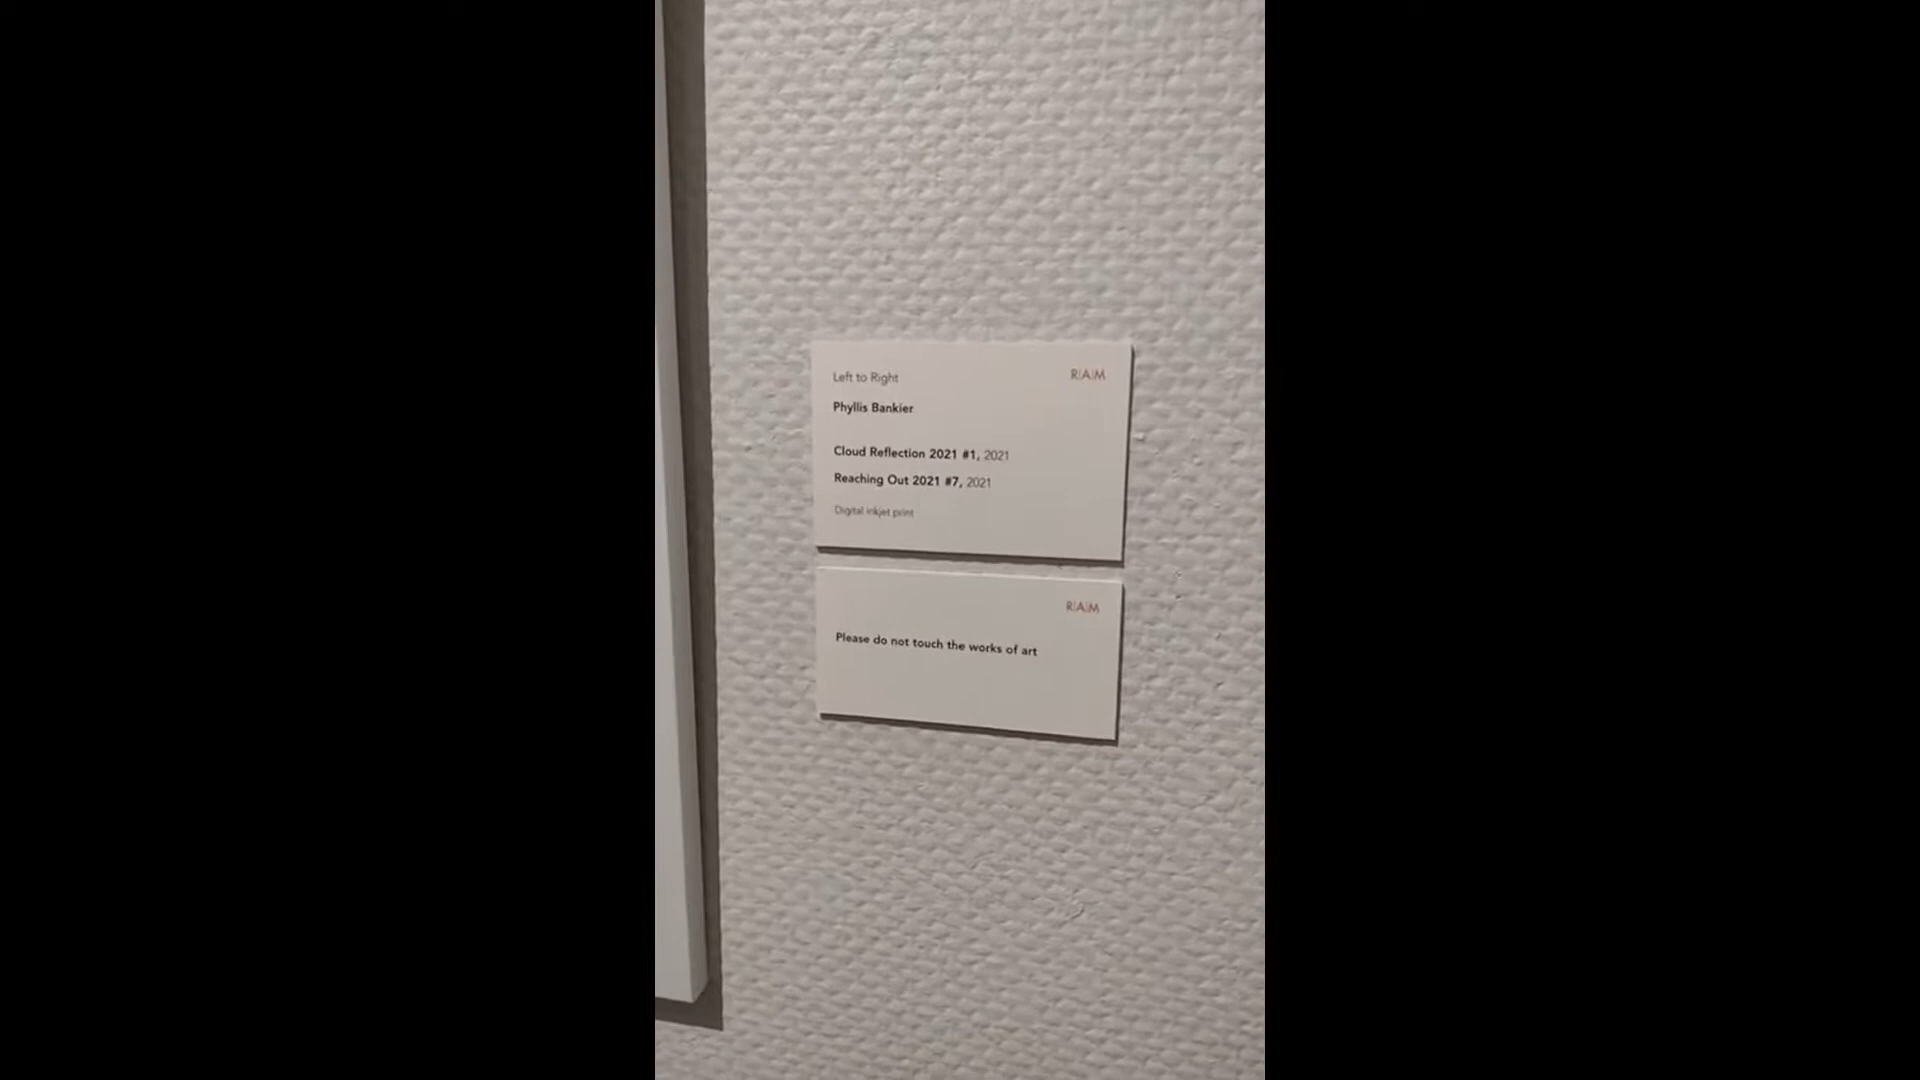 Left to Right
R|A|M
Phyllis Bankier
Cloud Reflection 2021 #1, 2021
Reaching Out 2021 #7, 2021
Digital inkjet print
R|A|M
Please do not touch the works of art